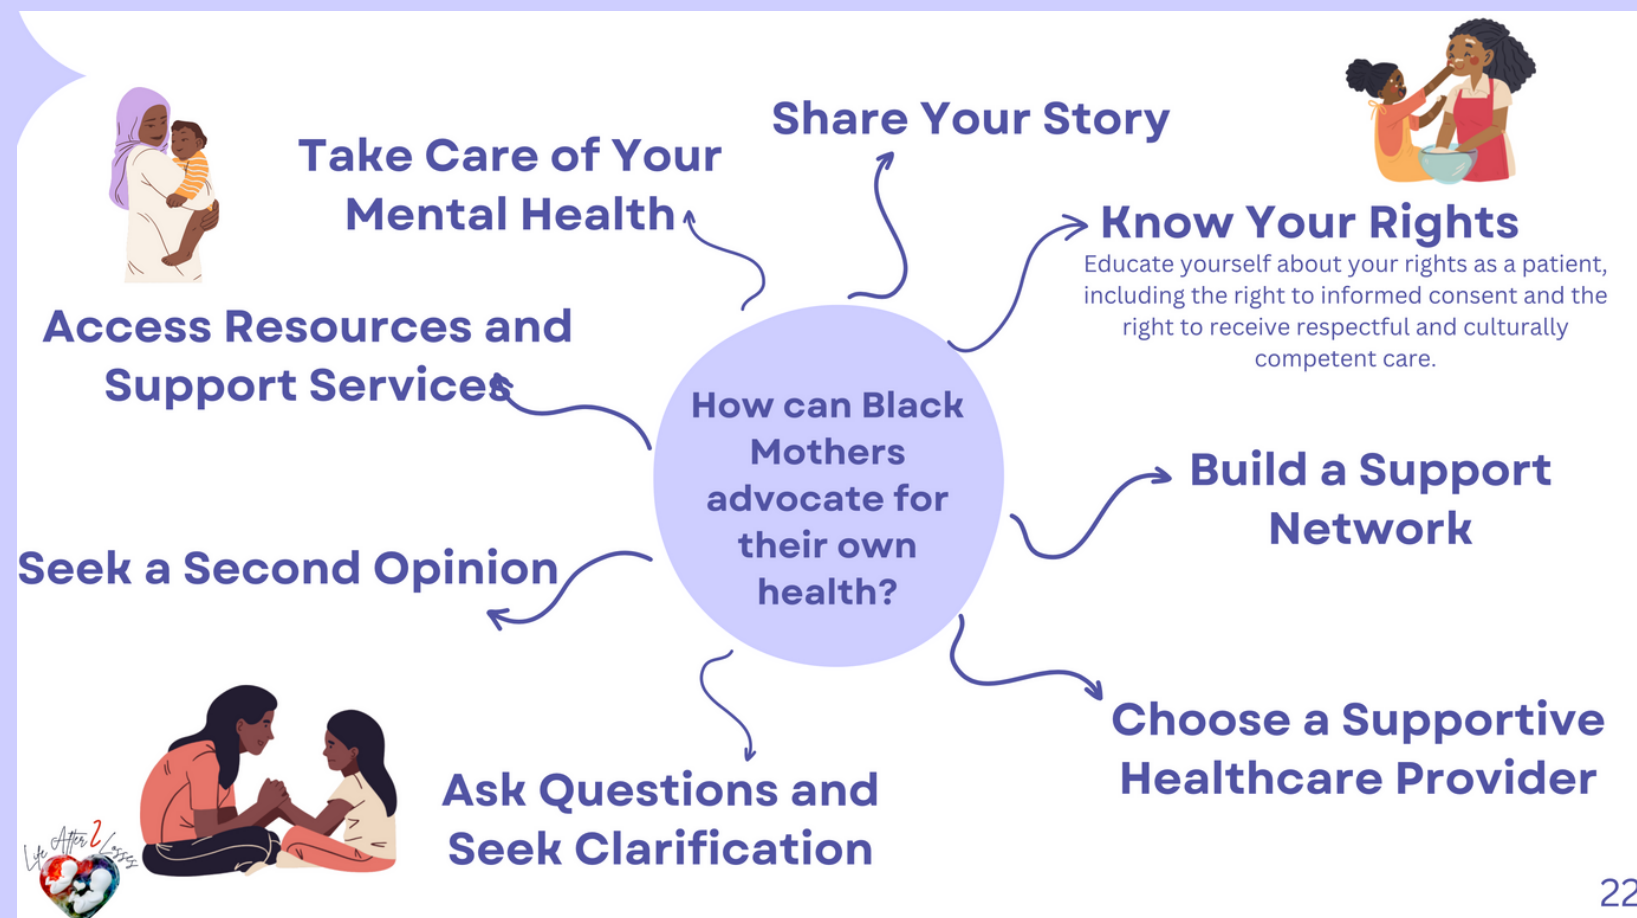 Share Your Story
Take Care of Your
Mental Health
Know Your Rights
Educate yourself about your rights as a patient,
including the right to informed consent and the
right to receive respectful and culturally
competent care.
Access Resources and
Support Services
How can Black
Mothers
advocate for
their own
health?
Build a Support
Network
Seek a Second Opinion
Choose a Supportive
Healthcare Provider
Ask Questions and
Seek Clarification
Life After 2 Losses
22